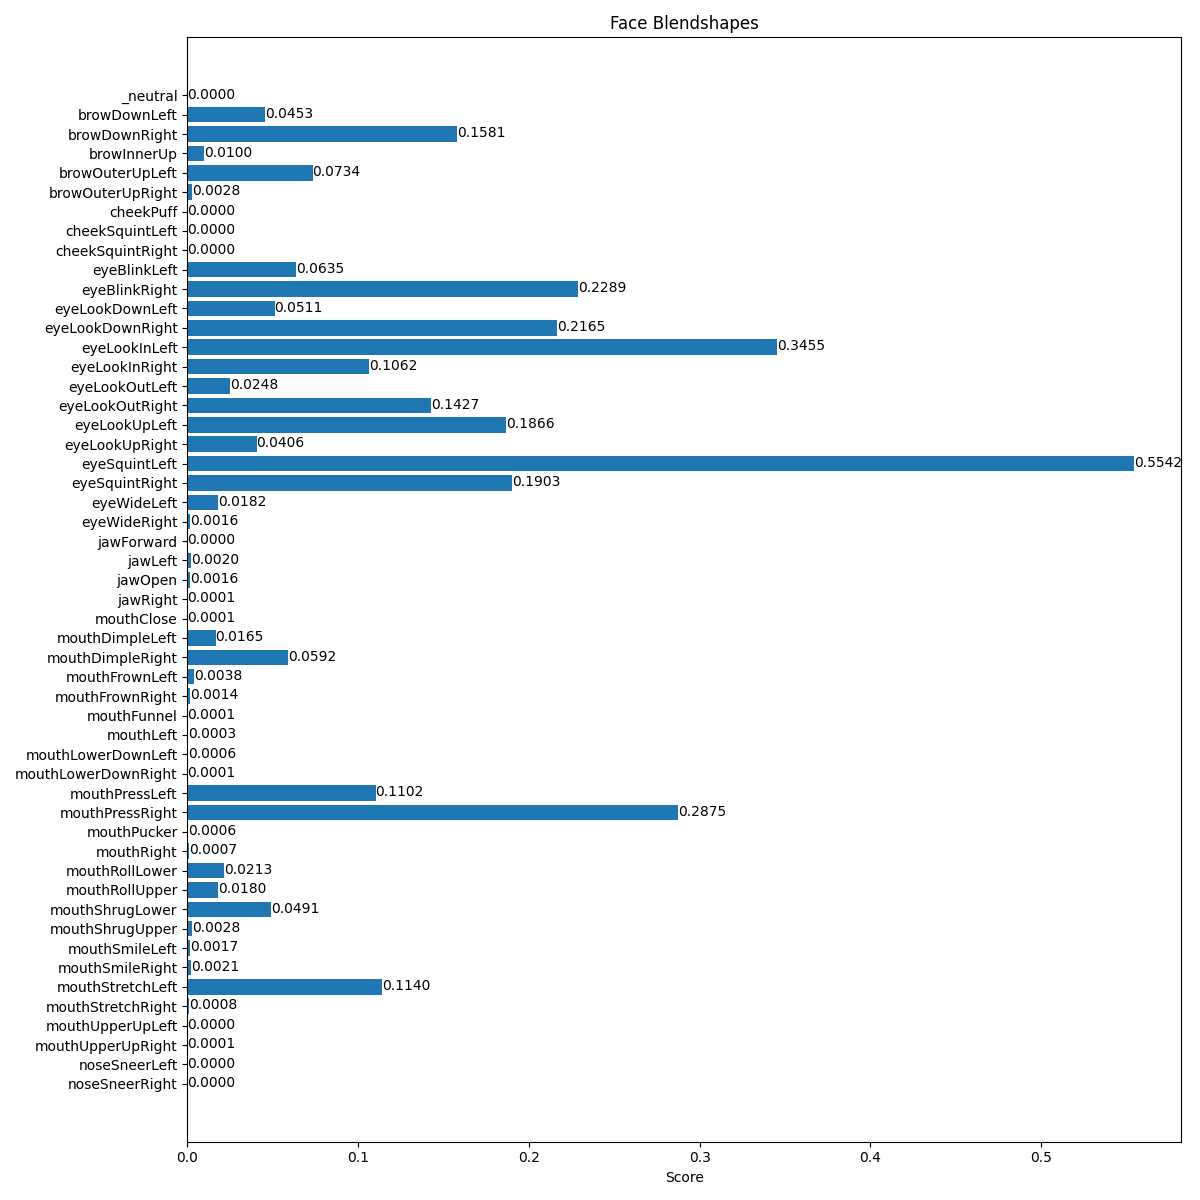 Face Blendshapes
_neutral 0.0000
browDownLeft 0.0453
browDownRight 0.1581
browInnerUp 0.0100
browOuterUpLeft 0.0734
browOuterUpRight 0.0028
cheekPuff 0.0000
cheekSquintLeft 0.0000
cheekSquintRight 0.0000
eyeBlinkLeft 0.0635
eyeBlinkRight 0.2289
eyeLookDownLeft 0.0511
eyeLookDownRight 0.2165
eyeLookInLeft 0.3455
eyeLookInRight 0.1062
eyeLookOutLeft 0.0248
eyeLookOutRight 0.1427
eyeLookUpLeft 0.1866
eyeLookUpRight 0.0406
eyeSquintLeft 0.5542
eyeSquintRight 0.1903
eyeWideLeft 0.0182
eyeWideRight 0.0016
jawForward 0.0000
jawLeft 0.0020
jawOpen 0.0016
jawRight 0.0001
mouthClose 0.0001
mouthDimpleLeft 0.0165
mouthDimpleRight 0.0592
mouthFrownLeft 0.0038
mouthFrownRight 0.0014
mouthFunnel 0.0001
mouthLeft 0.0003
mouthLowerDownLeft 0.0006
mouthLowerDownRight 0.0001
mouthPressLeft 0.1102
mouthPressRight 0.2875
mouthPucker 0.0006
mouthRight 0.0007
mouthRollLower 0.0213
mouthRollUpper 0.0180
mouthShrugLower 0.0491
mouthShrugUpper 0.0028
mouthSmileLeft 0.0017
mouthSmileRight 0.0021
mouthStretchLeft 0.1140
mouthStretchRight 0.0008
mouthUpperUpLeft 0.0000
mouthUpperUpRight 0.0001
noseSneerLeft 0.0000
noseSneerRight 0.0000
0.0 0.1 0.2 0.3 0.4 0.5
Score